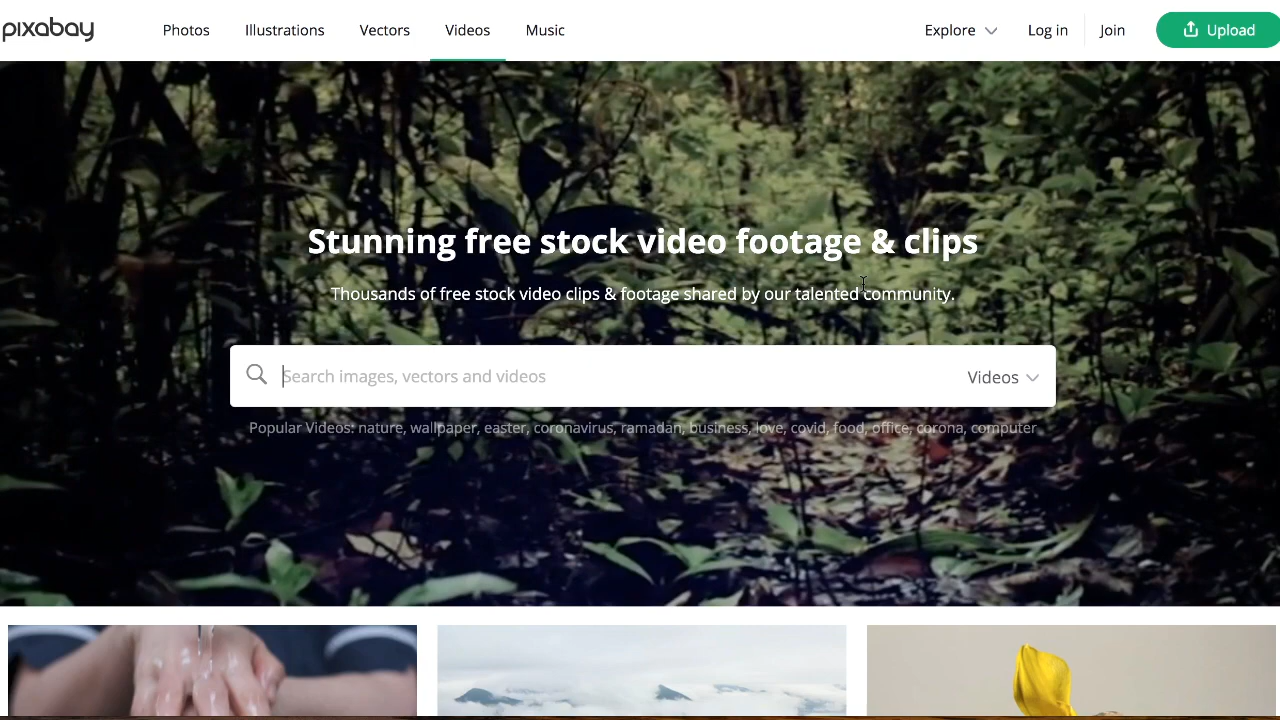 pixabay Photos Illustrations Vectors Videos Music Explore Log in Join Upload
Stunning free stock video footage & clips
Thousands of free stock video clips & footage shared by our talented community.
Search images, vectors and videos Videos
Popular Videos: nature, wallpaper, easter, coronavirus, ramadan, business, love, covid, food, office, corona, computer